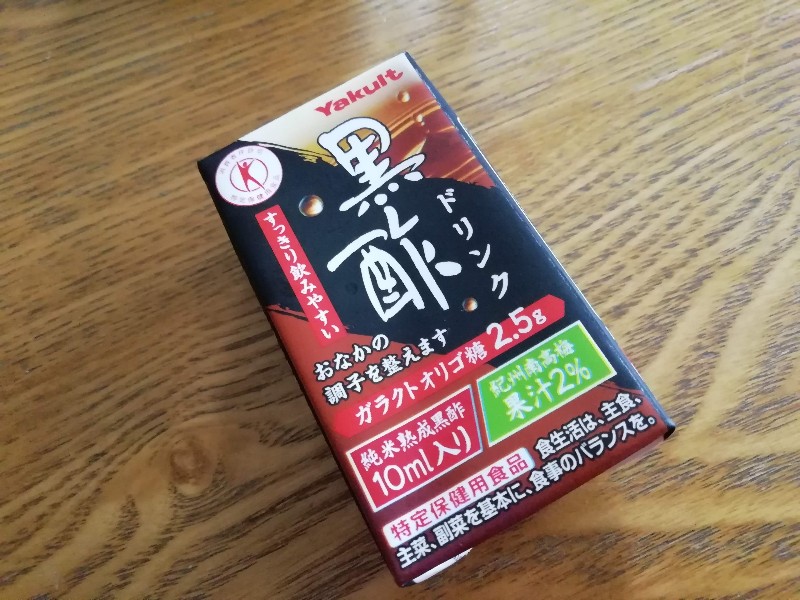 Yakult
黒酢
ドリンク
すっきり飲みやすい
おなかの
調子を整えます
ガラクトオリゴ糖2.5g
純米熟成黒酢
10ml入り
紀州南高梅
果汁2%
特定保健用食品
食生活は、主食、
主菜、副菜を基本に、食事のバランスを。